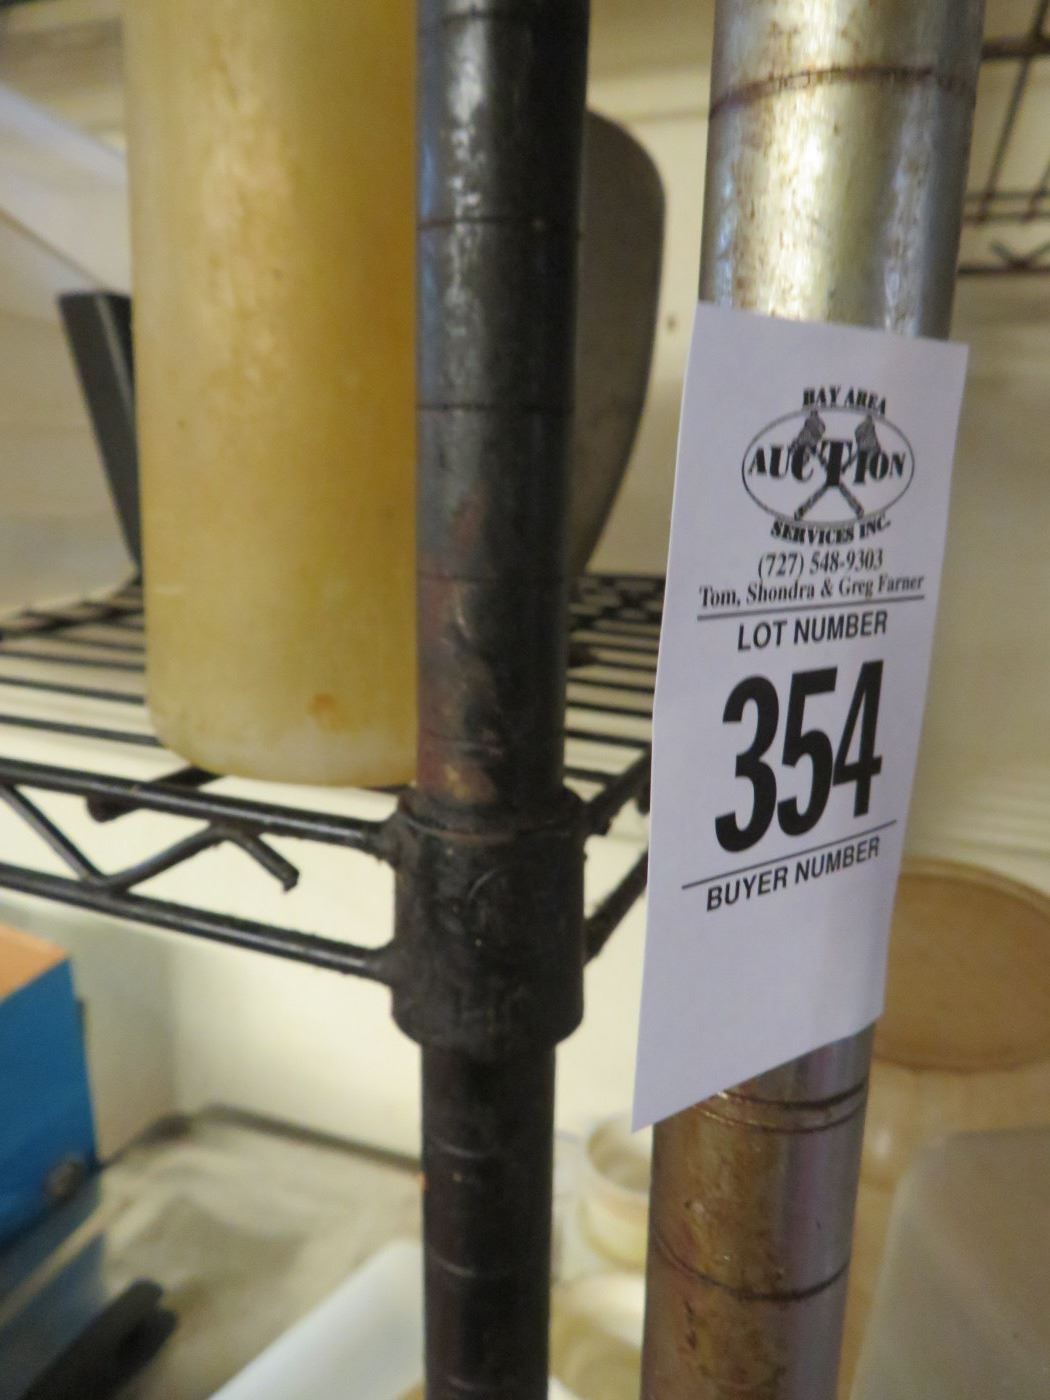 BAY AREA
AUCTION
SERVICES INC.
(727) 548-9303
Tom, Shondra & Greg Farner
LOT NUMBER
354
BUYER NUMBER